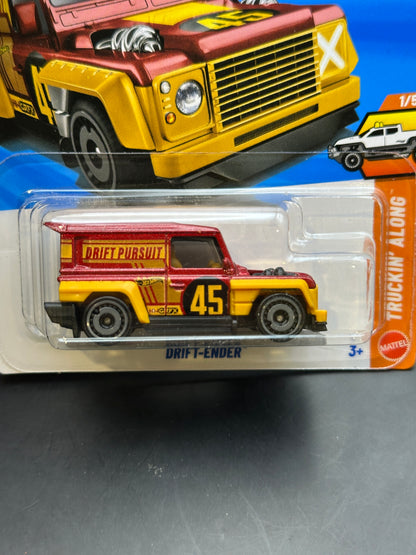 45
X
1/5
DRIFT PURSUIT
45
DRIFT-ENDER
3+
TRUCKIN' ALONG
MATTEL